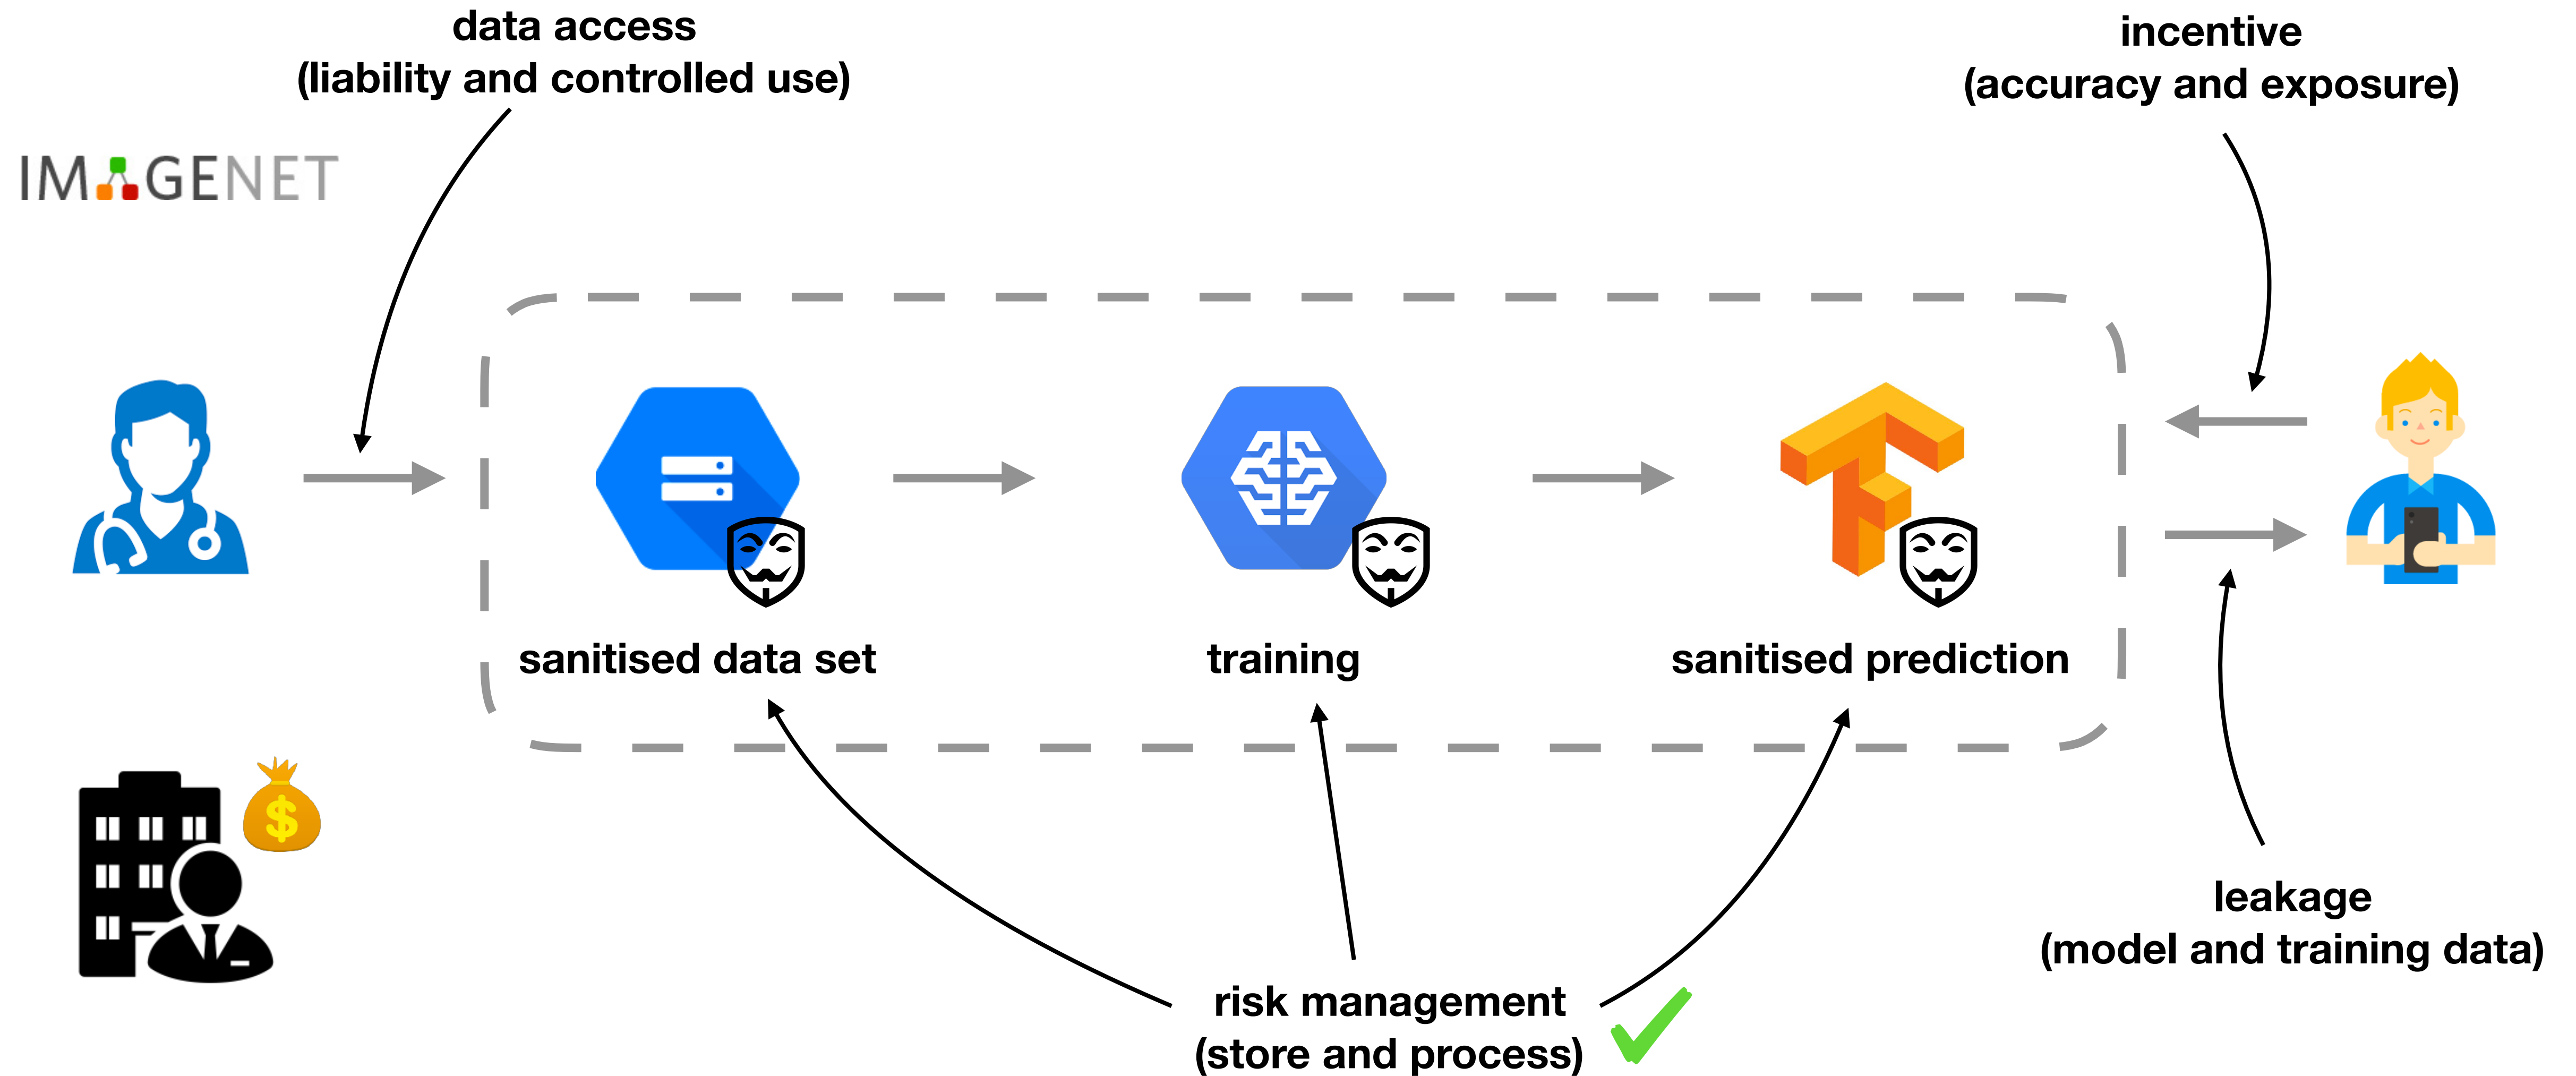 data access
(liability and controlled use)
incentive
(accuracy and exposure)
IMAGENET
$
sanitised data set
training
sanitised prediction
leakage
(model and training data)
risk management
(store and process)